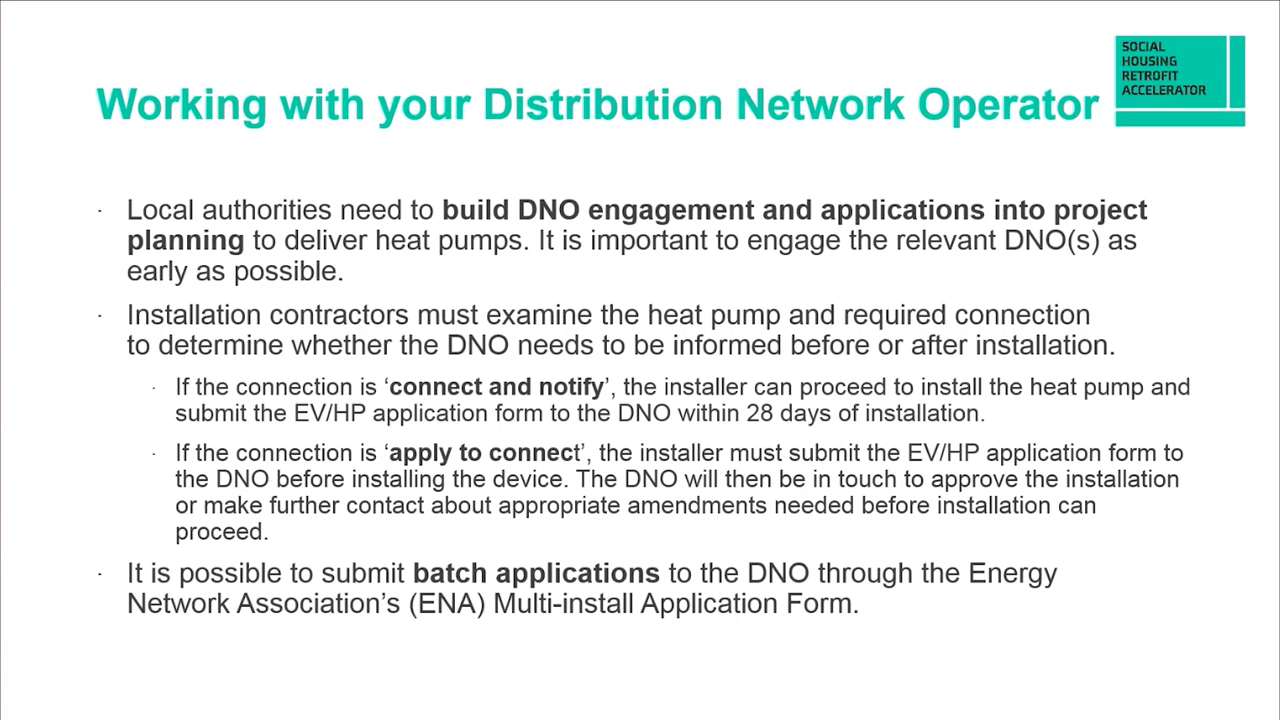 SOCIAL
HOUSING
RETROFIT
ACCELERATOR
Working with your Distribution Network Operator
· Local authorities need to build DNO engagement and applications into project
planning to deliver heat pumps. It is important to engage the relevant DNO(s) as
early as possible.
· Installation contractors must examine the heat pump and required connection
to determine whether the DNO needs to be informed before or after installation.
· If the connection is ‘connect and notify’, the installer can proceed to install the heat pump and
submit the EV/HP application form to the DNO within 28 days of installation.
· If the connection is ‘apply to connect’, the installer must submit the EV/HP application form to
the DNO before installing the device. The DNO will then be in touch to approve the installation
or make further contact about appropriate amendments needed before installation can
proceed.
· It is possible to submit batch applications to the DNO through the Energy
Network Association’s (ENA) Multi-install Application Form.